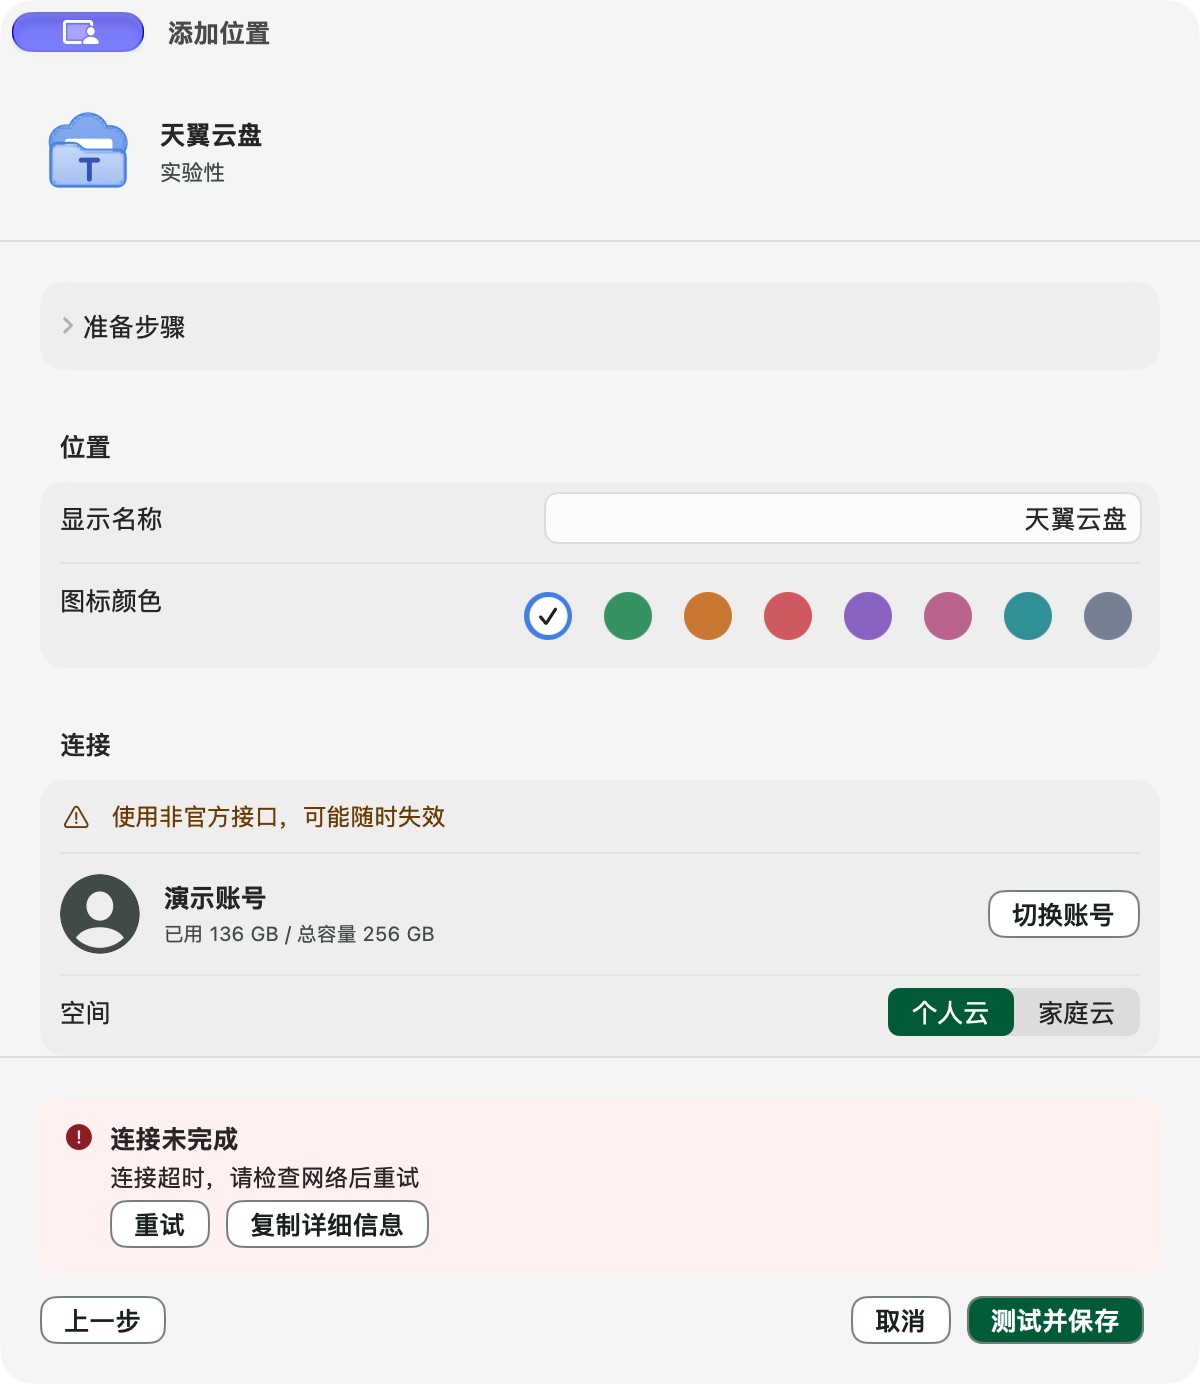 添加位置
天翼云盘
实验性
准备步骤
位置
显示名称
天翼云盘
图标颜色
连接
使用非官方接口，可能随时失效
演示账号
已用 136 GB / 总容量 256 GB
切换账号
空间
个人云
家庭云
连接未完成
连接超时，请检查网络后重试
重试
复制详细信息
上一步
取消
测试并保存